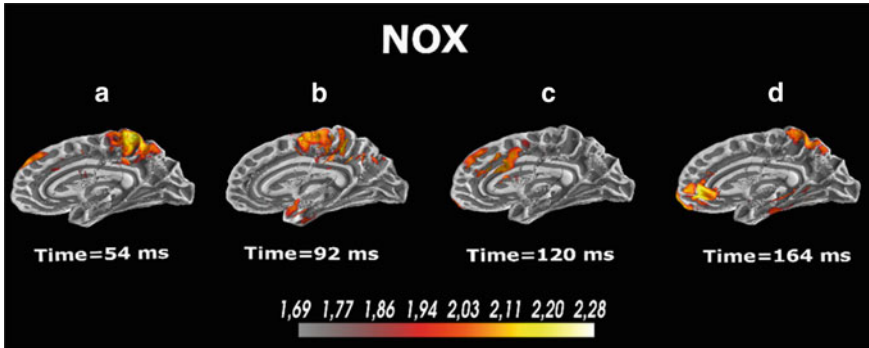 NOX
a b c d
Time=54 ms Time=92 ms Time=120 ms Time=164 ms
1,69 1,77 1,86 1,94 2,03 2,11 2,20 2,28